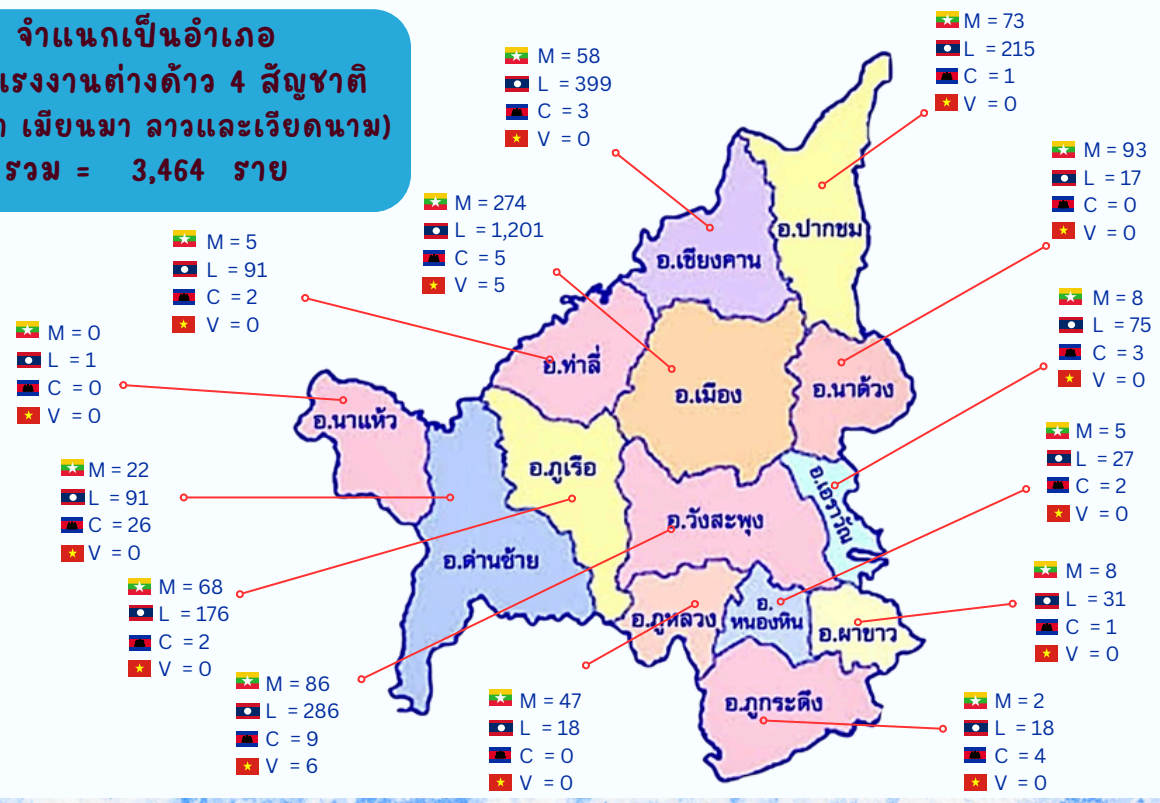 จำแนกเป็นอำเภอ
แรงงานต่างด้าว 4 สัญชาติ
เมียนมา ลาวและเวียดนาม)
รวม = 3,464 ราย
M = 58
L = 399
C = 3
V = 0
M = 73
L = 215
C = 1
V = 0
M = 93
L = 17
C = 0
V = 0
M = 274
L = 1,201
C = 5
V = 5
M = 5
L = 91
C = 2
V = 0
M = 0
L = 1
C = 0
V = 0
M = 8
L = 75
C = 3
V = 0
M = 22
L = 91
C = 26
V = 0
M = 5
L = 27
C = 2
V = 0
M = 68
L = 176
C = 2
V = 0
M = 8
L = 31
C = 1
V = 0
M = 86
L = 286
C = 9
V = 6
M = 47
L = 18
C = 0
V = 0
M = 2
L = 18
C = 4
V = 0
อ.ปากชม
อ.เชียงคาน
อ.ท่าลี่
อ.เมือง
อ.นาด้วง
อ.นาแห้ว
อ.ภูเรือ
อ.เอราวัณ
อ.วังสะพุง
อ.ด่านซ้าย
อ.ภูหลวง
อ.
หนองหิน
อ.ผาขาว
อ.ภูกระดึง